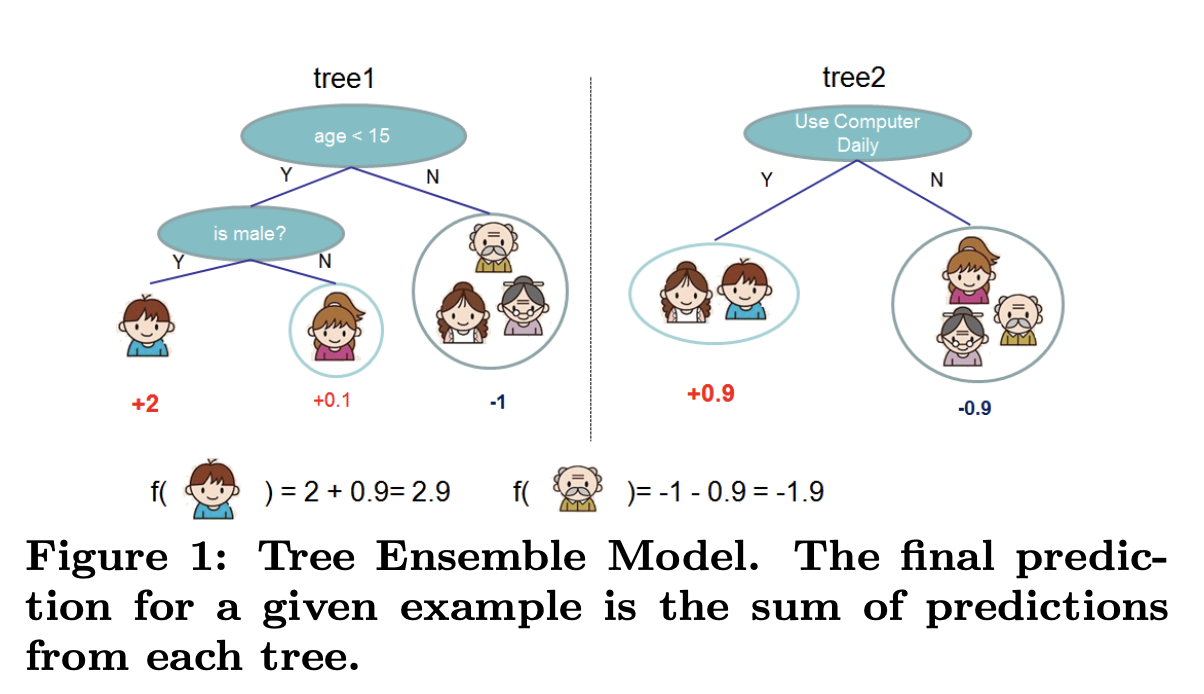 tree1
age < 15
Y
N
is male?
Y
N
+2
+0.1
-1
tree2
Use Computer
Daily
Y
N
+0.9
-0.9
f( ) = 2 + 0.9= 2.9
f( )= -1 - 0.9 = -1.9
Figure 1: Tree Ensemble Model. The final predic-
tion for a given example is the sum of predictions
from each tree.